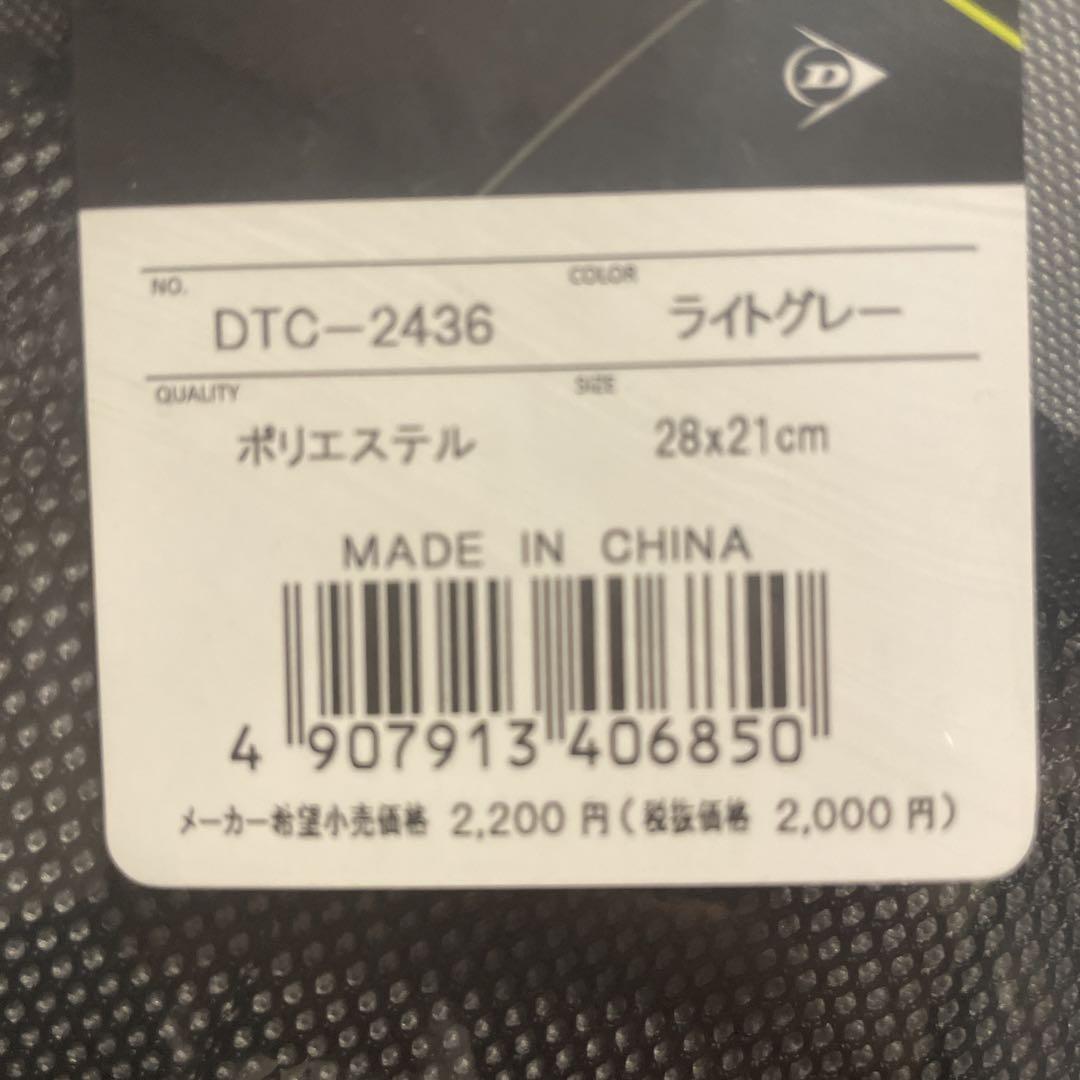 D
NO. COLOR
DTC-2436 ライトグレー
QUALITY SIZE
ポリエステル 28x21cm
MADE IN CHINA
4 907913 406850
メーカー希望小売価格 2,200 円(税抜価格 2,000 円)